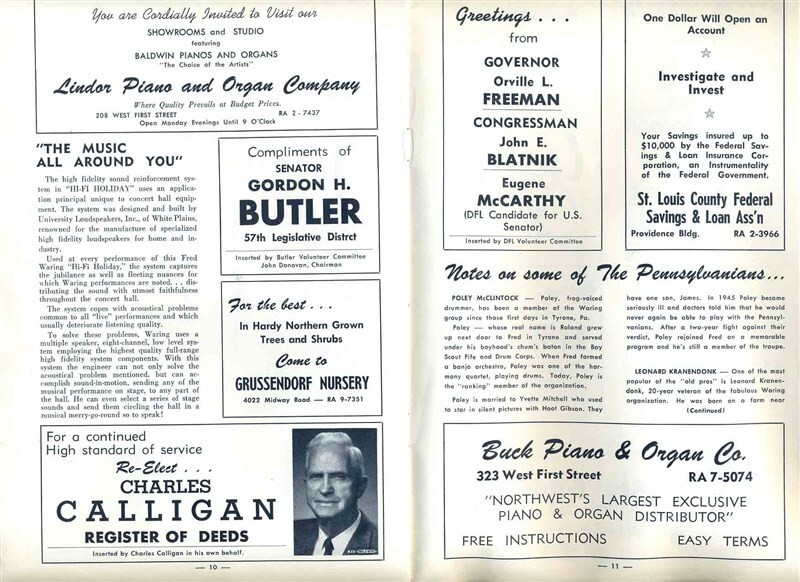 You are Cordially Invited to Visit our
SHOWROOMS and STUDIO
featuring
BALDWIN PIANOS AND ORGANS
"The Choice of the Artists"
Lindor Piano and Organ Company
Where Quality Prevails at Budget Prices.
208 WEST FIRST STREET RA 2 - 7437
Open Monday Evenings Until 9 O'Clock
"THE MUSIC
ALL AROUND YOU"
The high fidelity sound reinforcement sys-
tem in "HI-FI HOLIDAY" uses an applica-
tion principal unique to concert hall equip-
ment. The system was designed and built by
University Loudspeakers, Inc., of White Plains,
renowned for the manufacture of specialized
high fidelity loudspeakers for home and in-
dustry.
Used at every performance of this Fred
Waring "Hi-Fi Holiday," the system captures
the jubilance as well as fleeting nuances for
which Waring performances are noted. . . dis-
tributing the sound with utmost faithfulness
throughout the concert hall.
The system copes with acoustical problems
common to all "live" performances and which
usually deteriorate listening quality.
To solve these problems, Waring uses a
multiple speaker, eight-channel, low level sys-
tem employing the highest quality full-range
high fidelity system components. With this
system the engineer can not only solve the
acoustical problem mentioned, but can ac-
complish sound-in-motion, sending any of the
musical performance on stage, to any part of
the hall. He can even select a series of stage
sounds and send them circling the hall in a
musical merry-go-round so to speak!
Compliments of
SENATOR
GORDON H.
BUTLER
57th Legislative Distrct
Inserted by Butler Volunteer Committee
John Donovan, Chairman
For the best . . .
In Hardy Northern Grown
Trees and Shrubs
Come to
GRUSSENDORF NURSERY
4022 Midway Road — RA 9-7351
For a continued
High standard of service
Re-Elect . . .
CHARLES
CALLIGAN
REGISTER OF DEEDS
Inserted by Charles Calligan in his own behalf.
— 10 —
Greetings . . .
from
GOVERNOR
Orville L.
FREEMAN
CONGRESSMAN
John E.
BLATNIK
Eugene
McCARTHY
(DFL Candidate for U.S.
Senator)
Inserted by DFL Volunteer Committee
One Dollar Will Open an
Account
Investigate and
Invest
Your Savings insured up to
$10,000 by the Federal Sav-
ings & Loan Insurance Cor-
poration, an Instrumentality
of the Federal Government.
St. Louis County Federal
Savings & Loan Ass'n
Providence Bldg. RA 2-3966
Notes on some of The Pennsylvanians...
POLEY McCLINTOCK — Poley, frog-voiced
drummer, has been a member of the Waring
group since those first days in Tyrone, Pa.
Poley — whose real name is Roland grew
up next door to Fred in Tyrone and served
under his boyhood's chem's baton in the Boy
Scout Fife and Drum Corps. When Fred formed
a banjo orchestra, Poley was one of the har-
mony quartet, playing drums. Today, Poley is
the "ranking" member of the organization.
Poley is married to Yvette Mitchell who used
to star in silent pictures with Hoot Gibson. They
have one son, James. In 1945 Poley became
seriously ill and doctors told him that he would
never again be able to play with the Pennsyl-
vanians. After a two-year fight against their
verdict, Poley rejoined Fred on a memorable
program and he's still a member of the troupe.
LEONARD KRANENDONK — One of the most
popular of the "old pros" is Leonard Kranen-
donk, 20-year veteran of the fabulous Waring
organization. He was born on a farm near
(Continued)
Buck Piano & Organ Co.
323 West First Street RA 7-5074
"NORTHWEST'S LARGEST EXCLUSIVE
PIANO & ORGAN DISTRIBUTOR"
FREE INSTRUCTIONS EASY TERMS
— 11 —